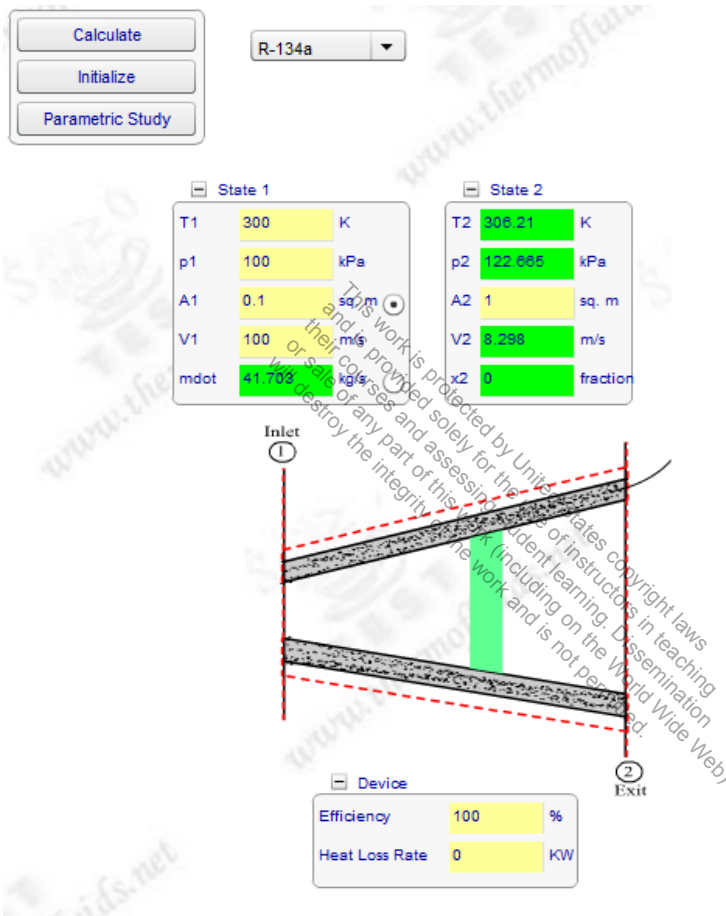 Calculate
Initialize
Parametric Study
R-134a
State 1
T1 300 K
p1 100 kPa
A1 0.1 sq. m
V1 100 m/s
mdot 41.703 kg/s
State 2
T2 306.21 K
p2 122.665 kPa
A2 1 sq. m
V2 8.298 m/s
x2 0 fraction
This work is protected by United States copyright laws
and is provided solely for the use of instructors in teaching
their courses and assessing student learning. Dissemination
or sale of any part of this work (including on the World Wide Web)
will destroy the integrity of the work and is not permitted.
Inlet
1
2
Exit
Device
Efficiency 100 %
Heat Loss Rate 0 KW
www.thermofluids.net